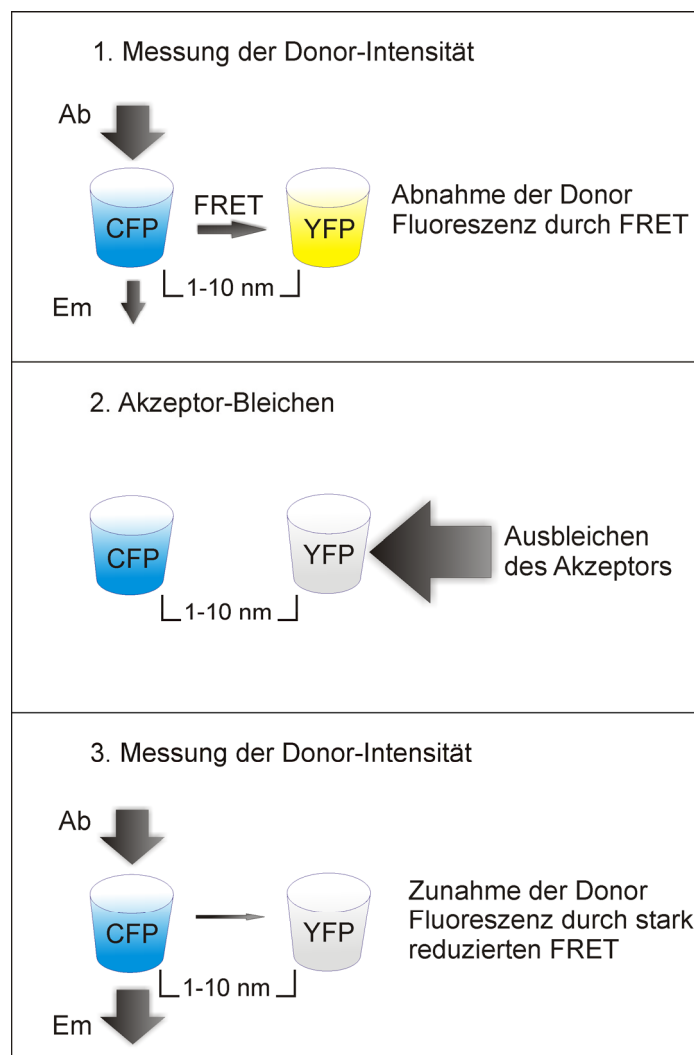 1. Messung der Donor-Intensität
Ab
CFP
FRET
YFP
Abnahme der Donor
Fluoreszenz durch FRET
1-10 nm
Em
2. Akzeptor-Bleichen
CFP
YFP
Ausbleichen
des Akzeptors
1-10 nm
3. Messung der Donor-Intensität
Ab
CFP
YFP
Zunahme der Donor
Fluoreszenz durch stark
reduzierten FRET
1-10 nm
Em